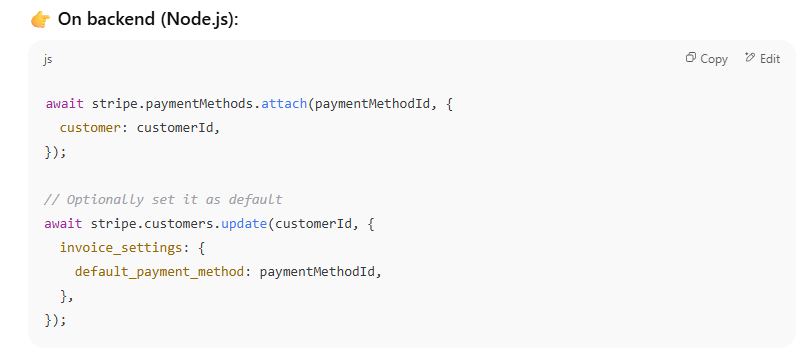 👉 On backend (Node.js):
js
Copy
Edit
await stripe.paymentMethods.attach(paymentMethodId, {
  customer: customerId,
});

// Optionally set it as default
await stripe.customers.update(customerId, {
  invoice_settings: {
    default_payment_method: paymentMethodId,
  },
});